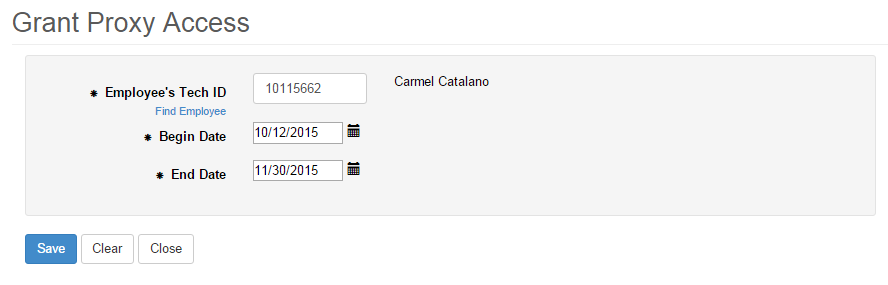 Grant Proxy Access
* Employee's Tech ID 10115662 Carmel Catalano
Find Employee
* Begin Date 10/12/2015
* End Date 11/30/2015
Save Clear Close